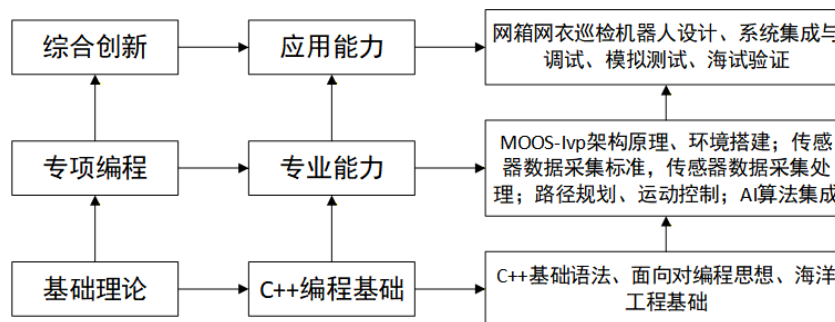 综合创新
应用能力
网箱网衣巡检机器人设计、系统集成与
调试、模拟测试、海试验证
专项编程
专业能力
MOOS-Ivp架构原理、环境搭建；传感
器数据采集标准，传感器数据采集处
理；路径规划、运动控制；AI算法集成
基础理论
C++编程基础
C++基础语法、面向对编程思想、海洋
工程基础